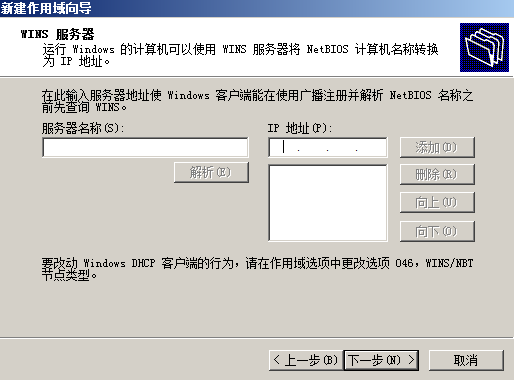 新建作用域向导
WINS 服务器
运行 Windows 的计算机可以使用 WINS 服务器将 NetBIOS 计算机名称转换
为 IP 地址。
在此输入服务器地址使 Windows 客户端能在使用广播注册并解析 NetBIOS 名称之
前先查询 WINS。
服务器名称(S):
IP 地址(P):
添加(D)
解析(E)
删除(R)
向上(U)
向下(O)
要改动 Windows DHCP 客户端的行为，请在作用域选项中更改选项 046，WINS/NBT
节点类型。
< 上一步(B)
下一步(N) >
取消